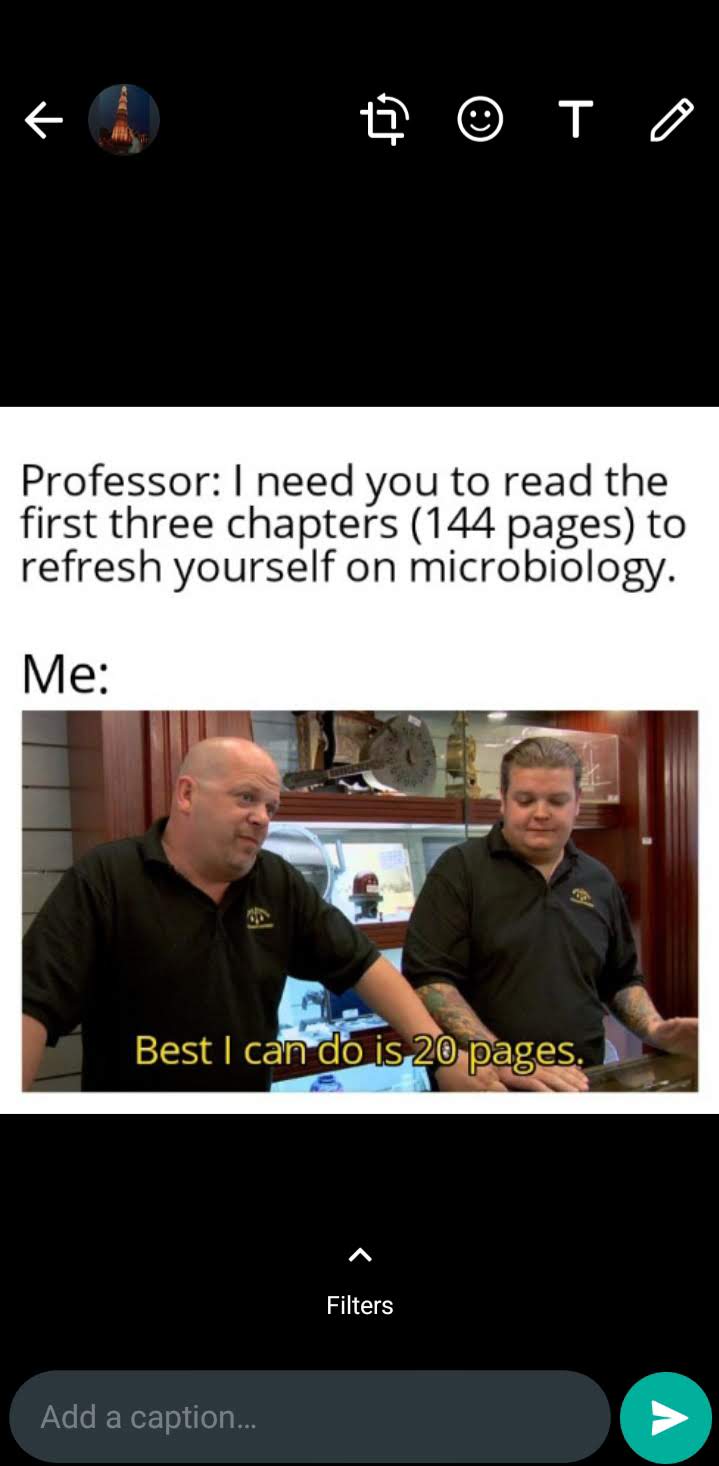 T
Professor: I need you to read the
first three chapters (144 pages) to
refresh yourself on microbiology.
Me:
Best I can do is 20 pages.
Filters
Add a caption...